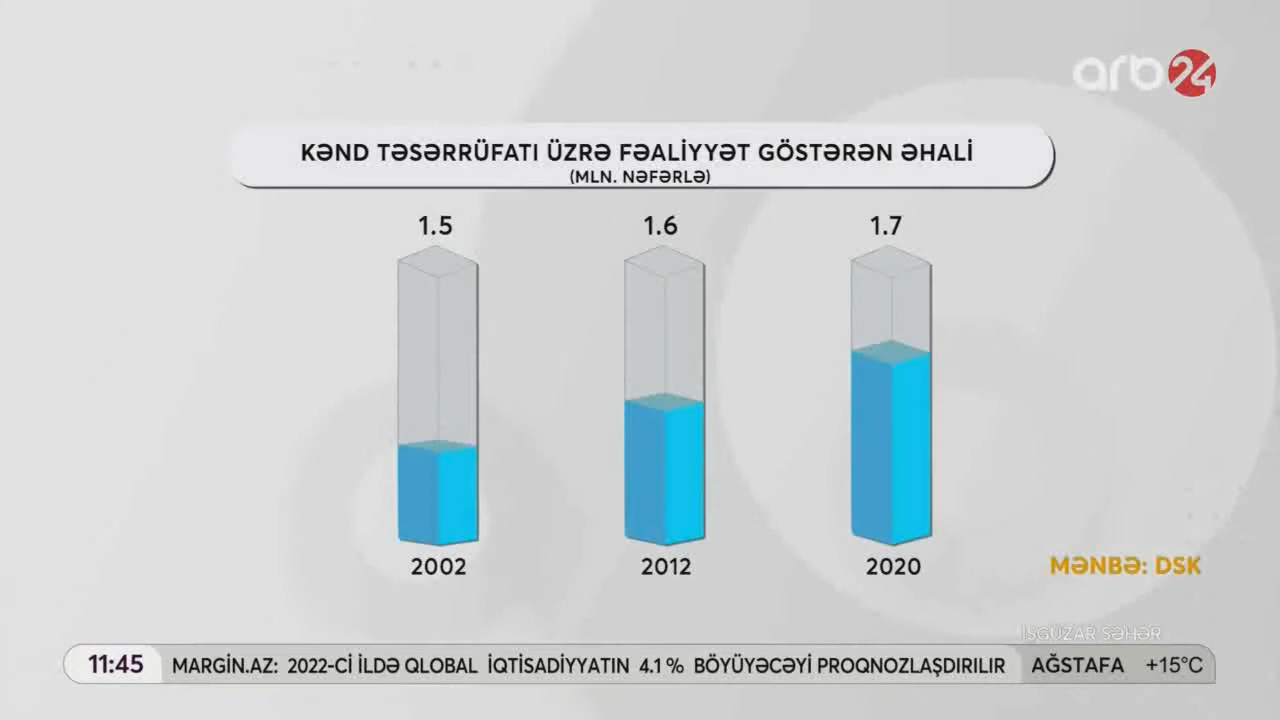 arb24
KƏND TƏSƏRRÜFATI ÜZRƏ FƏALİYYƏT GÖSTƏRƏN ƏHALİ
(MLN. NƏFƏRLƏ)
1.5 1.6 1.7
2002 2012 2020
MƏNBƏ: DSK
İŞGÜZAR SƏHƏR
11:45 MARGIN.AZ: 2022-Cİ İLDƏ QLOBAL İQTİSADİYYATIN 4.1 % BÖYÜYƏCƏYİ PROQNOZLAŞDIRILIR AĞSTAFA +15°C